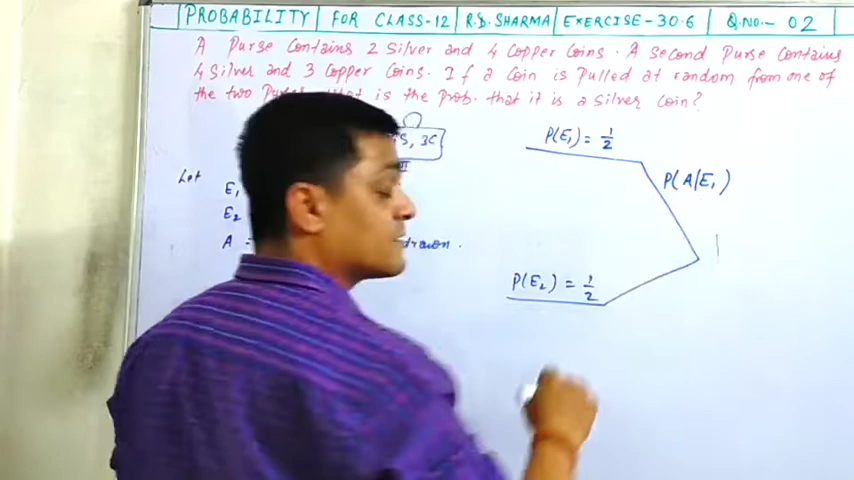 PROBABILITY FOR CLASS-12 R.D. SHARMA EXERCISE-30.6 Q.NO.- 02
A Purse Contains 2 Silver and 4 Copper Coins. A second Purse Contains
4 Silver and 3 Copper Coins. If a Coin is Pulled at random from one of
the two is the Prob. that it is a Silver Coin?
S, 3C
II
P(E₁) = 1/2
P(A/E₁)
Let E₁
E₂
A = drawn.
P(E₂) = 1/2